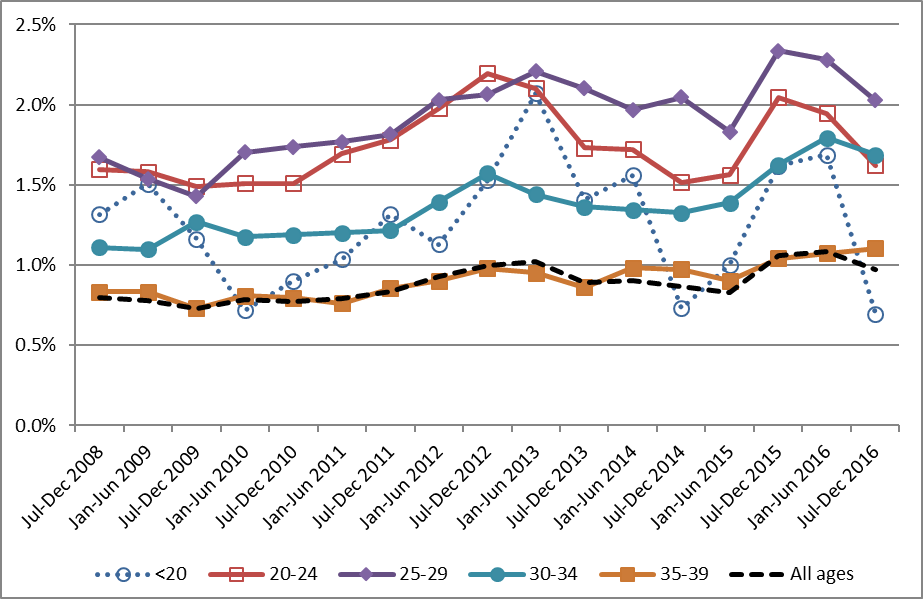 2.5%
2.0%
1.5%
1.0%
0.5%
0.0%
Jul-Dec 2008
Jan-Jun 2009
Jul-Dec 2009
Jan-Jun 2010
Jul-Dec 2010
Jan-Jun 2011
Jul-Dec 2011
Jan-Jun 2012
Jul-Dec 2012
Jan-Jun 2013
Jul-Dec 2013
Jan-Jun 2014
Jul-Dec 2014
Jan-Jun 2015
Jul-Dec 2015
Jan-Jun 2016
Jul-Dec 2016
<20 20-24 25-29 30-34 35-39 All ages